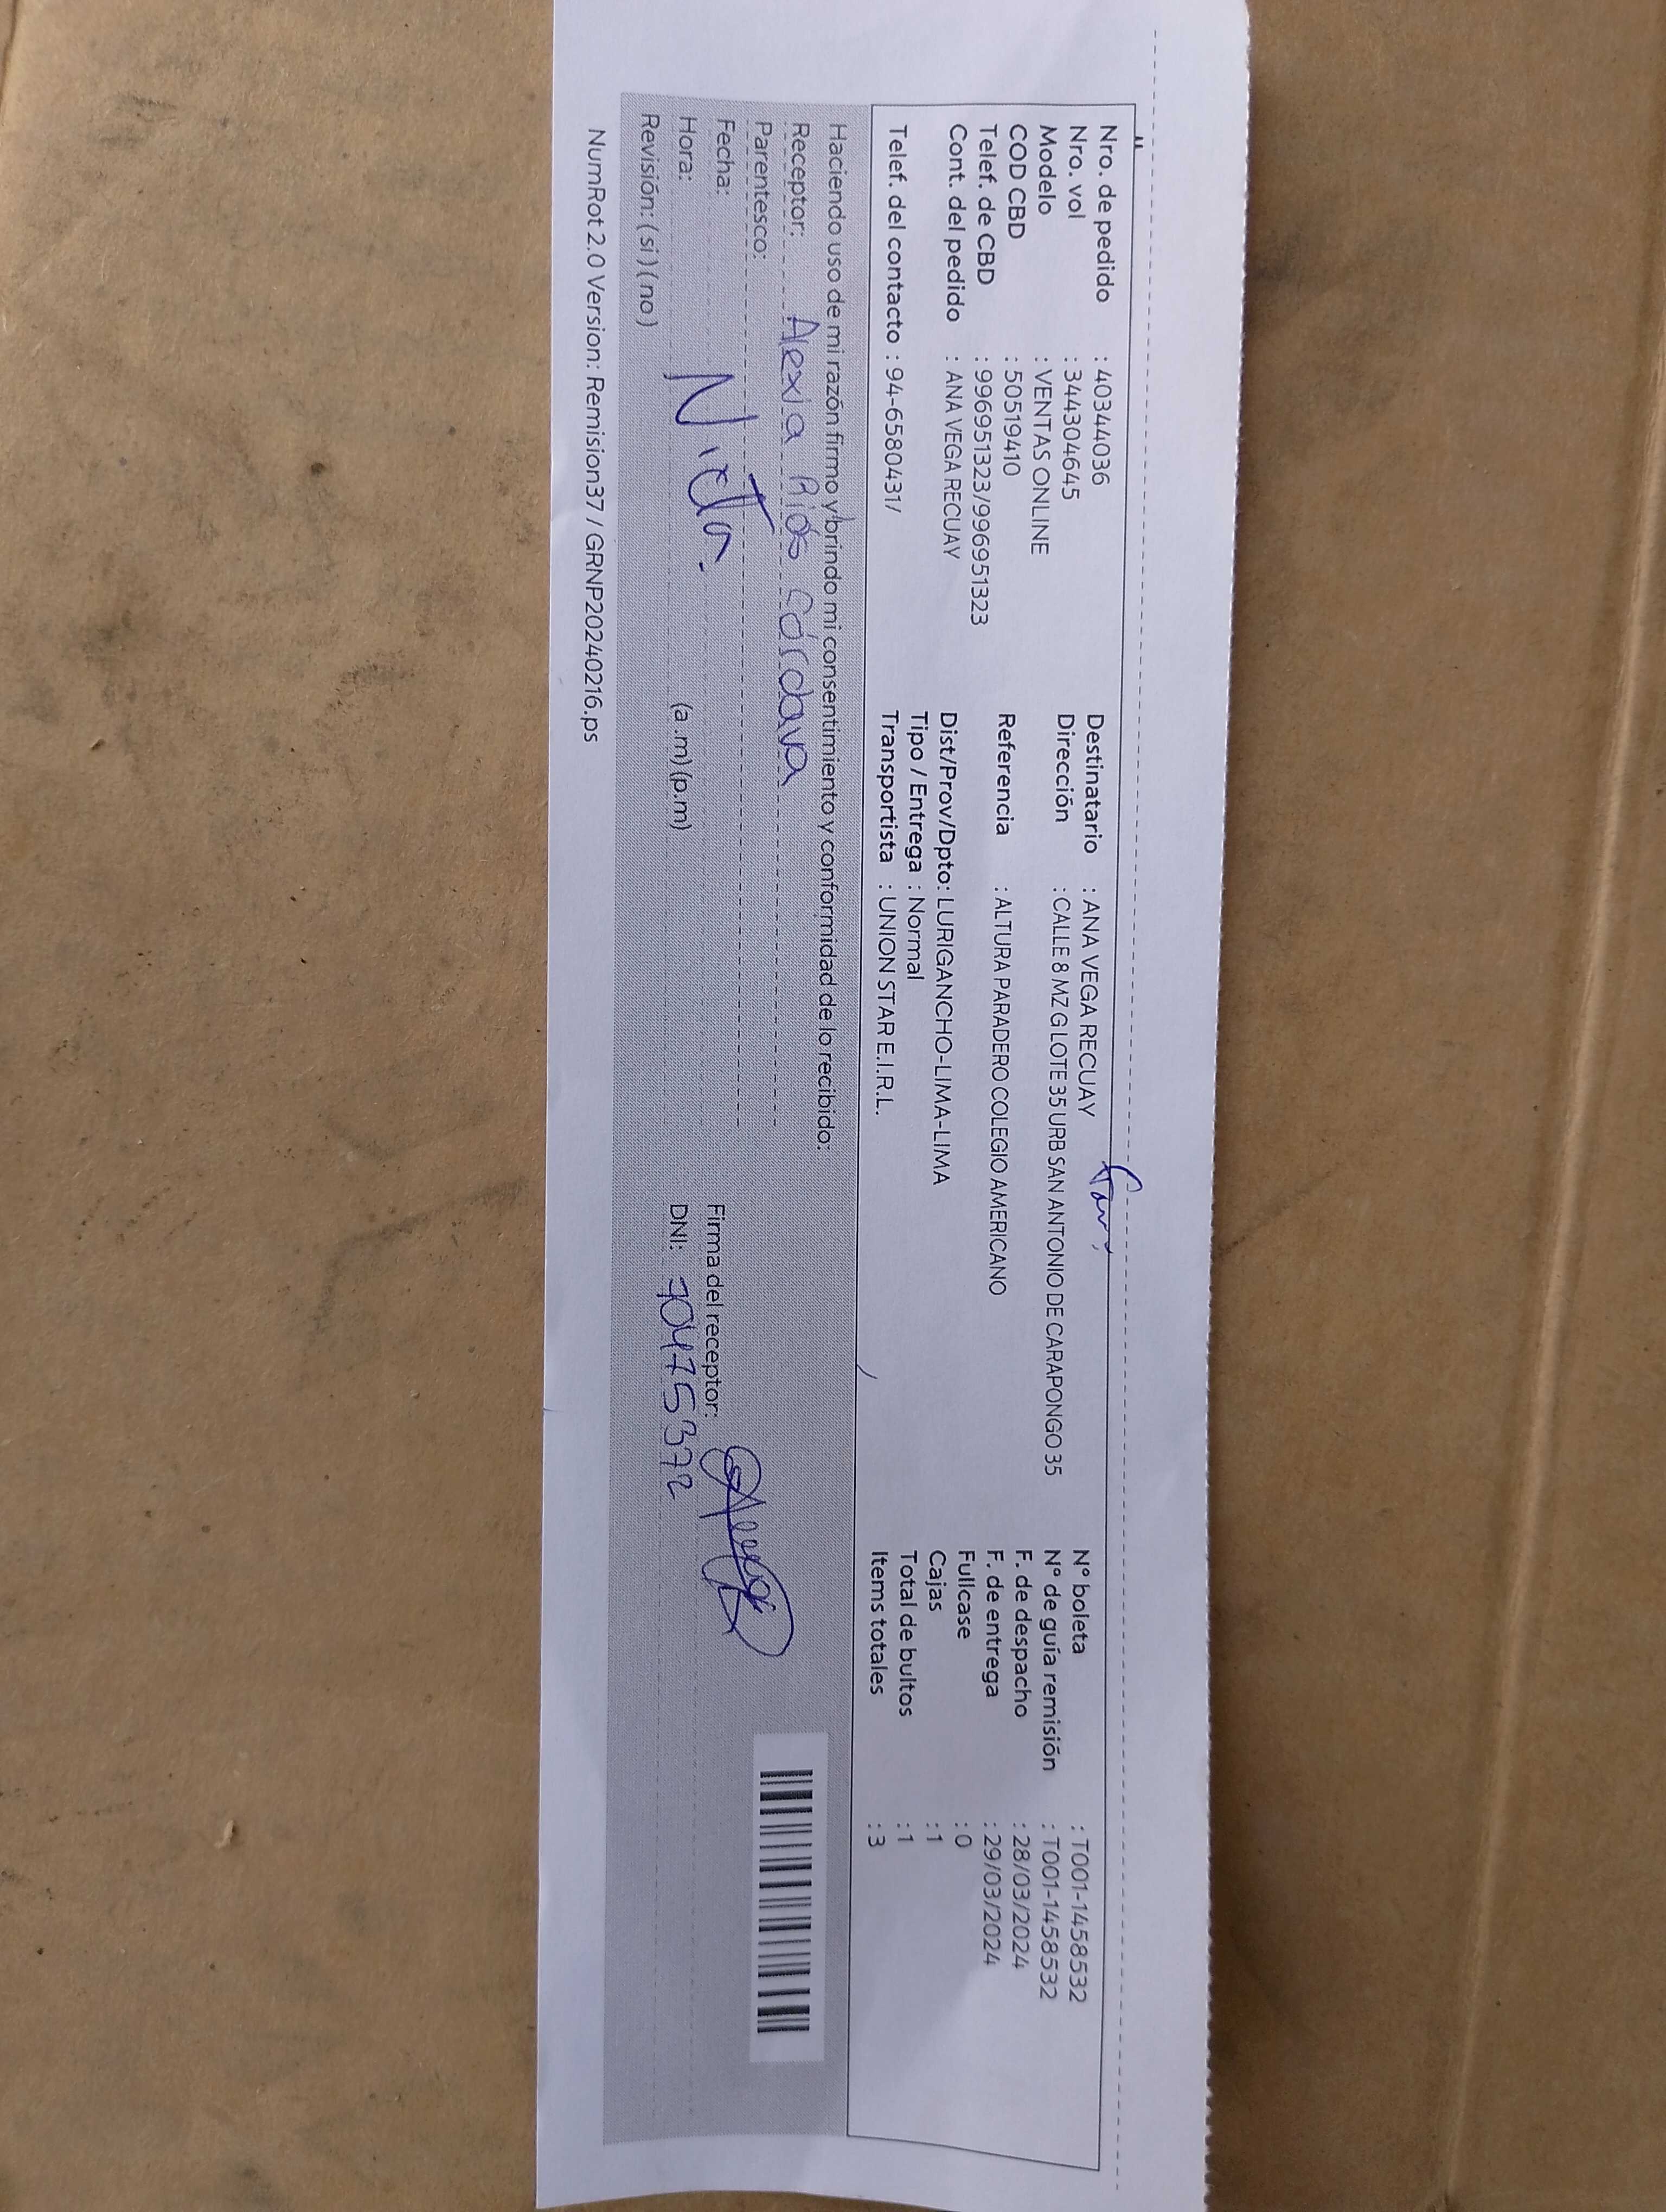 Nro. de pedido : 40344036
Nro. vol : 344304645
Modelo : VENTAS ONLINE
COD CBD : 50519410
Telef. de CBD : 996951323/996951323
Cont. del pedido : ANA VEGA RECUAY
Telef. del contacto : 94-6580431/
Destinatario : ANA VEGA RECUAY
Dirección : CALLE 8 MZ G LOTE 35 URB SAN ANTONIO DE CARAPONGO 35
Referencia : ALTURA PARADERO COLEGIO AMERICANO
Dist/Prov/Dpto: LURIGANCHO-LIMA-LIMA
Tipo / Entrega : Normal
Transportista : UNION STAR E.I.R.L.
N° boleta : T001-1458532
N° de guía remisión : T001-1458532
F. de despacho : 28/03/2024
F. de entrega : 29/03/2024
Fullcase : 0
Cajas : 1
Total de bultos : 1
Items totales : 3
Haciendo uso de mi razón firmo y brindo mi consentimiento y conformidad de lo recibido:
Receptor: Alexia Ríos Córdova
Parentesco:
Fecha:
Hora: Nieta. (a .m) (p.m)
Revisión: ( si ) ( no )
Firma del receptor:
DNI: 70475372
NumRot 2.0 Version: Remision37 / GRNP20240216.ps